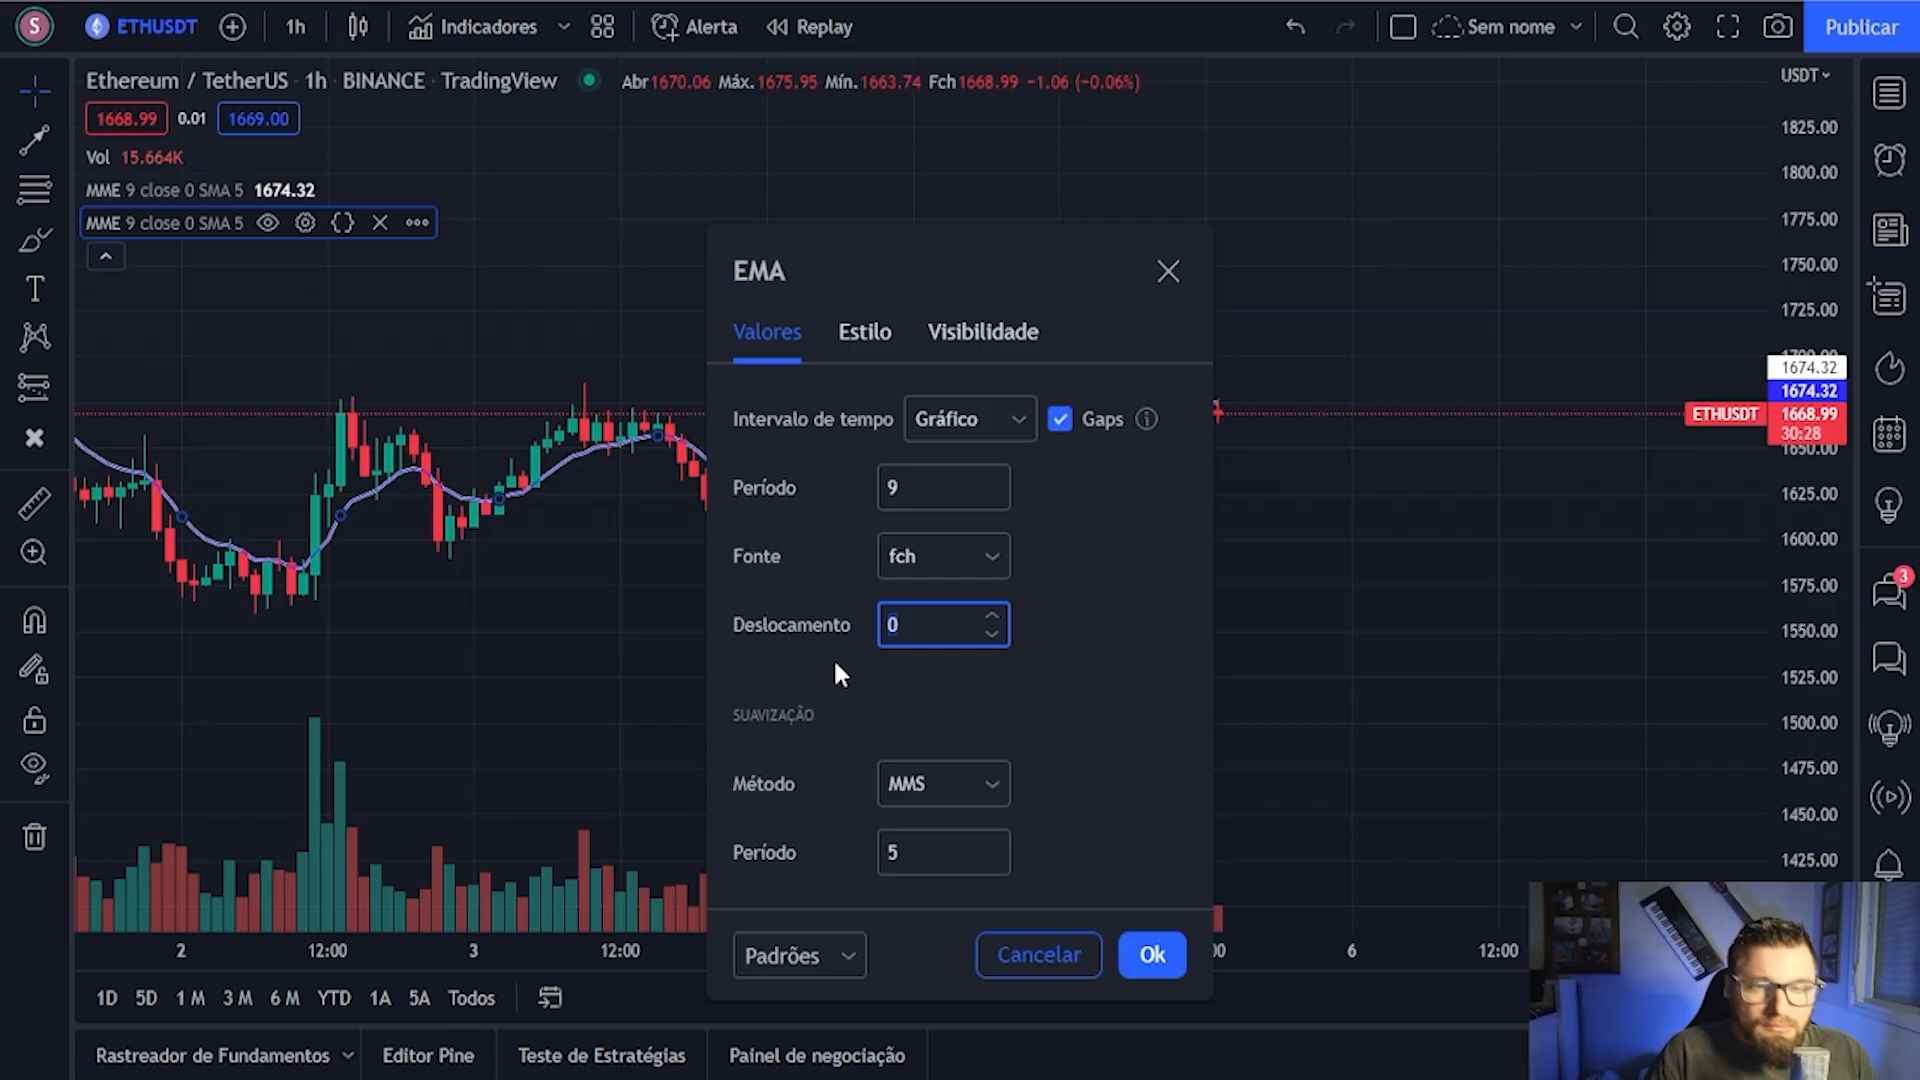 S
ETHUSDT
1h
Indicadores
Alerta
Replay
Sem nome
Publicar
Ethereum / TetherUS · 1h · BINANCE · TradingView
Abr1670.06 Máx.1675.95 Mín.1663.74 Fch1668.99 −1.06 (−0.06%)
USDT
1668.99 0.01 1669.00
Vol 15.664K
MME 9 close 0 SMA 5 1674.32
MME 9 close 0 SMA 5
EMA
Valores
Estilo
Visibilidade
Intervalo de tempo
Gráfico
Gaps
Período
9
Fonte
fch
Deslocamento
0
SUAVIZAÇÃO
Método
MMS
Período
5
Padrões
Cancelar
Ok
1825.00
1800.00
1775.00
1750.00
1725.00
1674.32
1674.32
ETHUSDT
1668.99
30:28
1650.00
1625.00
1600.00
1575.00
1550.00
1525.00
1500.00
1475.00
1450.00
1425.00
3
2
12:00
3
12:00
6
12:00
1D 5D 1M 3M 6M YTD 1A 5A Todos
Rastreador de Fundamentos
Editor Pine
Teste de Estratégias
Painel de negociação